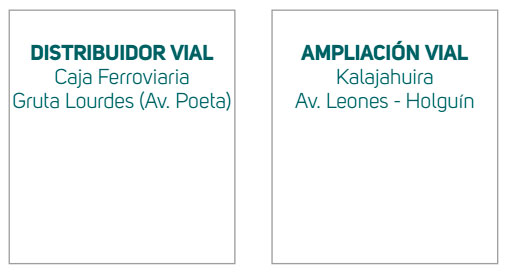 DISTRIBUIDOR VIAL
Caja Ferroviaria
Gruta Lourdes (Av. Poeta)
AMPLIACIÓN VIAL
Kalajahuira
Av. Leones - Holguín